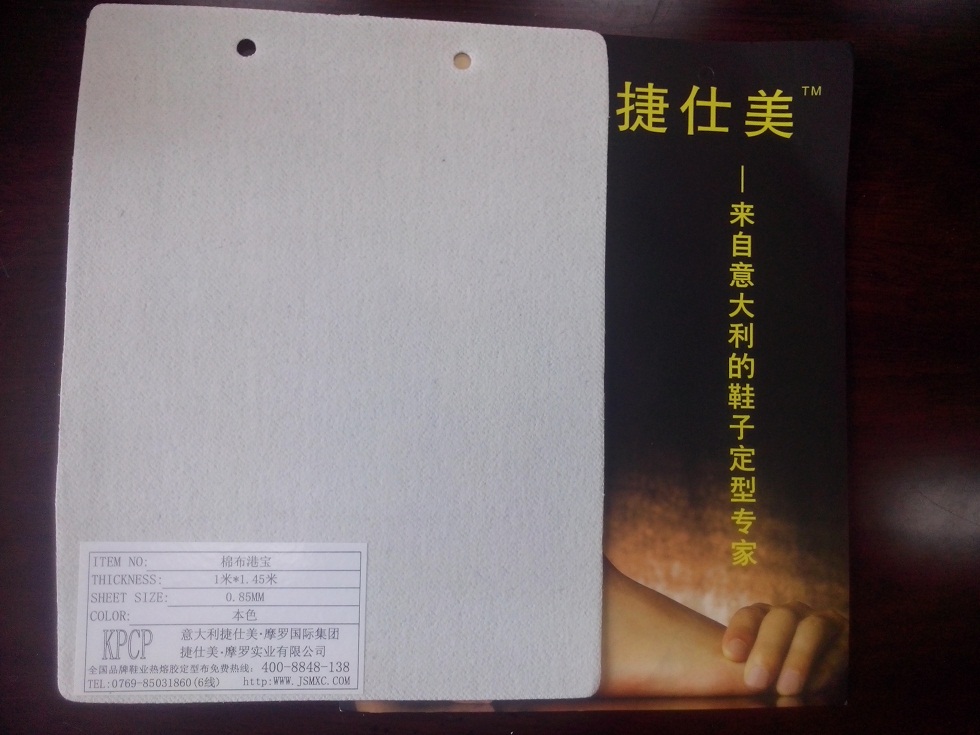 捷仕美™
—来自意大利的鞋子定型专家
ITEM NO: 棉布港宝
THICKNESS: 1米*1.45米
SHEET SIZE: 0.85MM
COLOR: 本色
KPCP
意大利捷仕美·摩罗国际集团
捷仕美·摩罗实业有限公司
全国品牌鞋业热熔胶定型布免费热线: 400-8848-138
TEL:0769-85031860(6线) http:WWW.JSMXC.COM